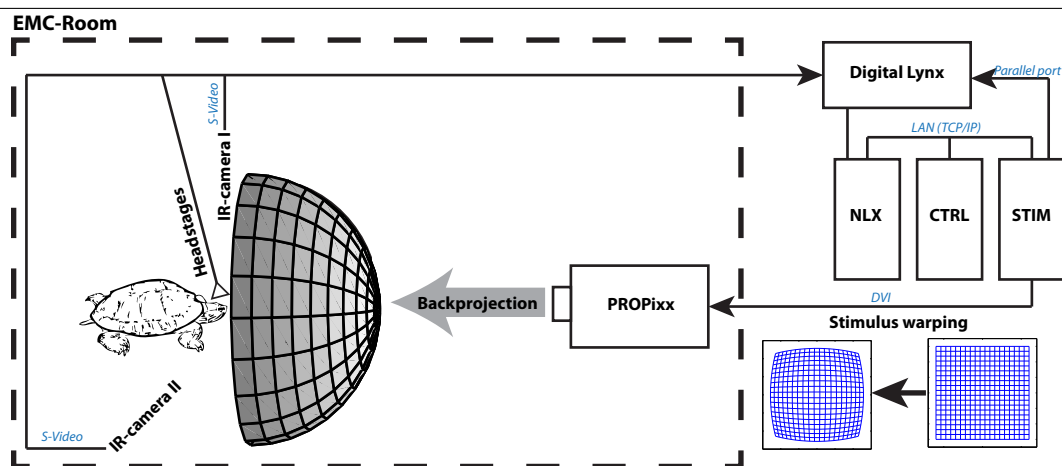 EMC-Room
Digital Lynx
Parallel port
S-Video
LAN (TCP/IP)
IR-camera I
Headstages
NLX
CTRL
STIM
Backprojection
PROPixx
DVI
Stimulus warping
IR-camera II
S-Video